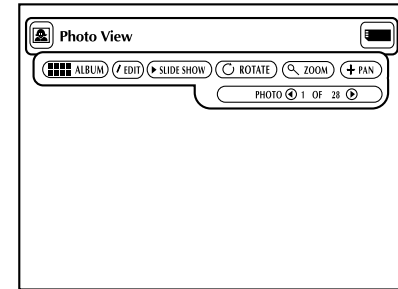 Photo View
ALBUM EDIT SLIDE SHOW ROTATE ZOOM PAN
PHOTO 1 OF 28